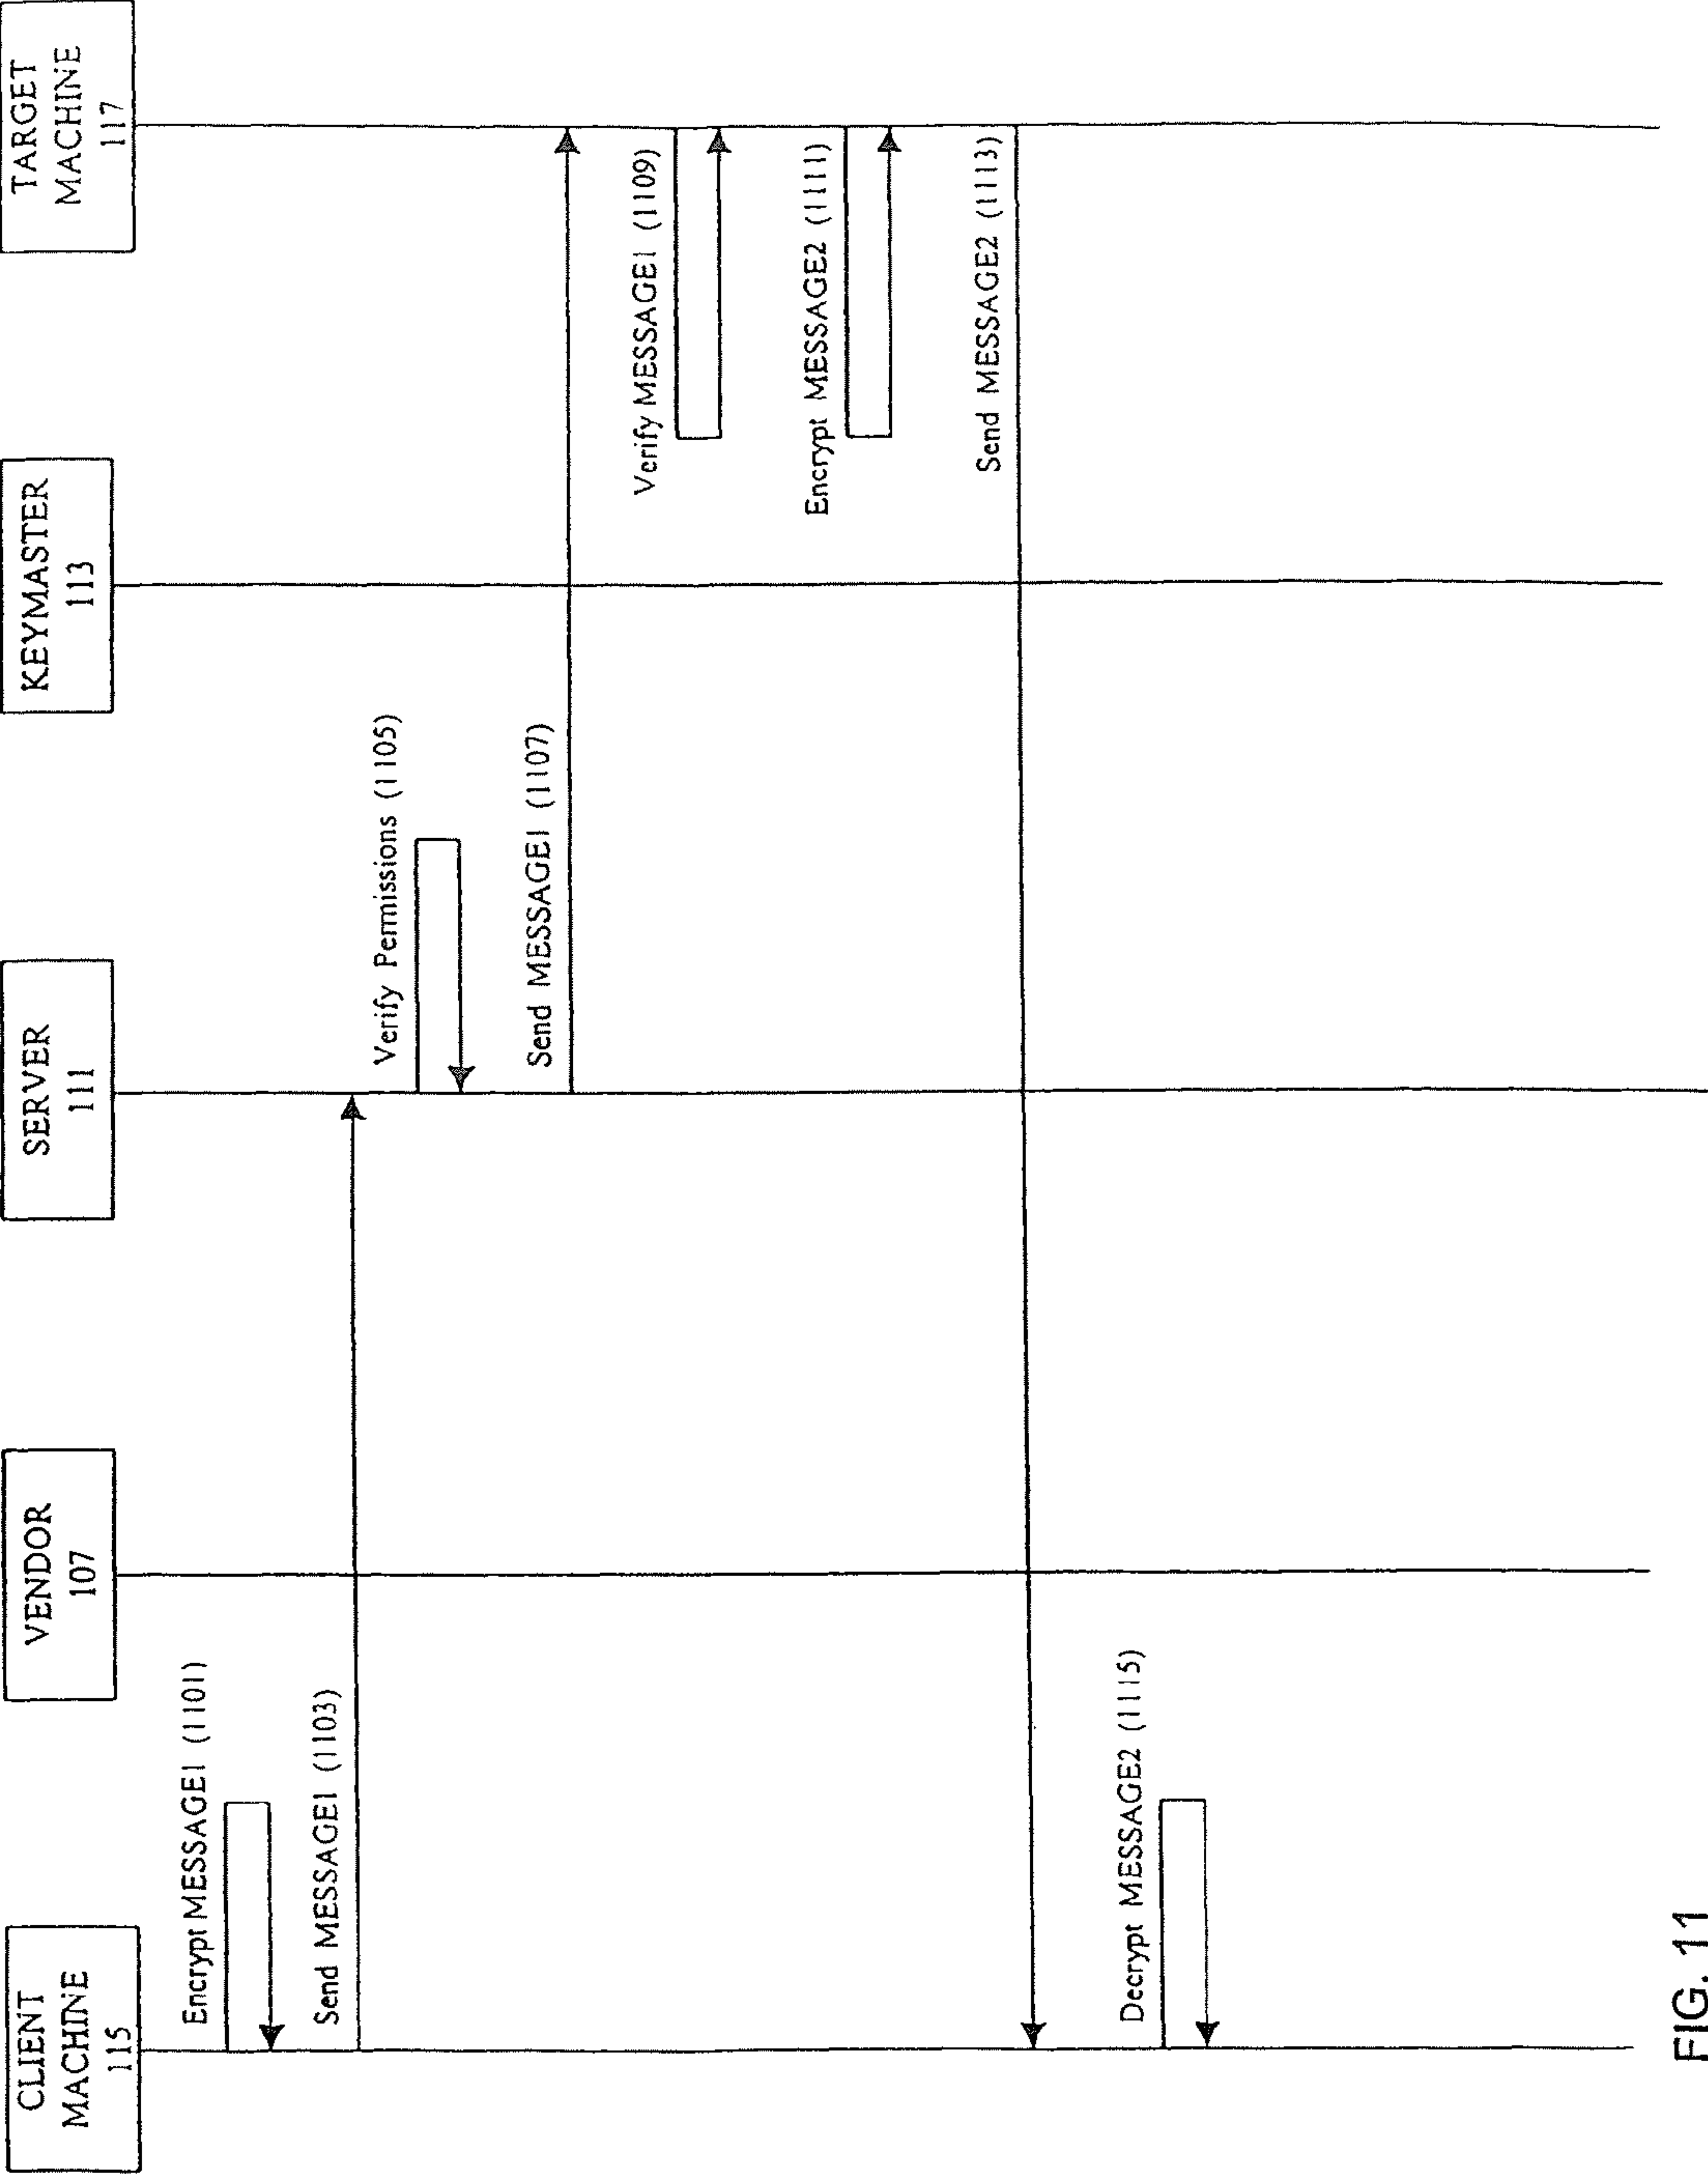 CLIENT
MACHINE
115
VENDOR
107
SERVER
111
KEYMASTER
113
TARGET
MACHINE
117
Encrypt MESSAGE1 (1101)
Send MESSAGE1 (1103)
Verify Permissions (1105)
Send MESSAGE1 (1107)
Verify MESSAGE1 (1109)
Encrypt MESSAGE2 (1111)
Send MESSAGE2 (1113)
Decrypt MESSAGE2 (1115)
FIG. 11